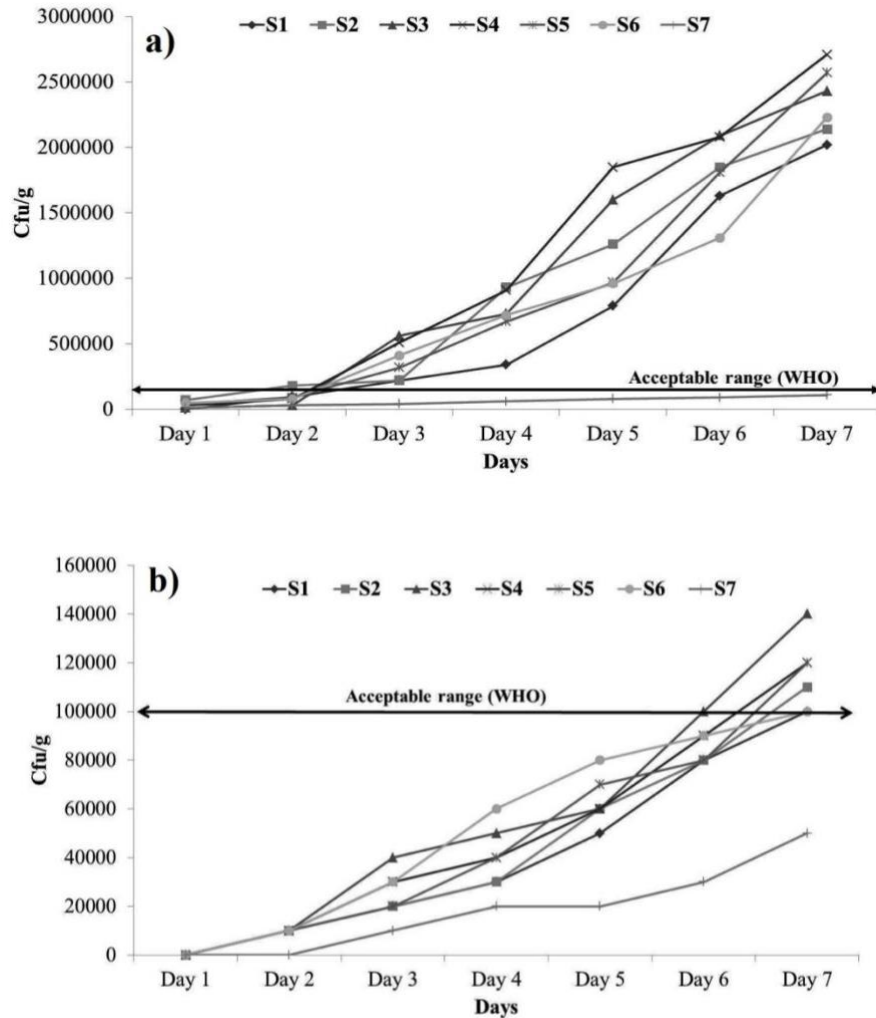 a)
S1 S2 S3 S4 S5 S6 S7
3000000
2500000
2000000
1500000
1000000
500000
0
Cfu/g
Acceptable range (WHO)
Day 1 Day 2 Day 3 Day 4 Day 5 Day 6 Day 7
Days
b)
S1 S2 S3 S4 S5 S6 S7
160000
140000
120000
100000
80000
60000
40000
20000
0
Cfu/g
Acceptable range (WHO)
Day 1 Day 2 Day 3 Day 4 Day 5 Day 6 Day 7
Days